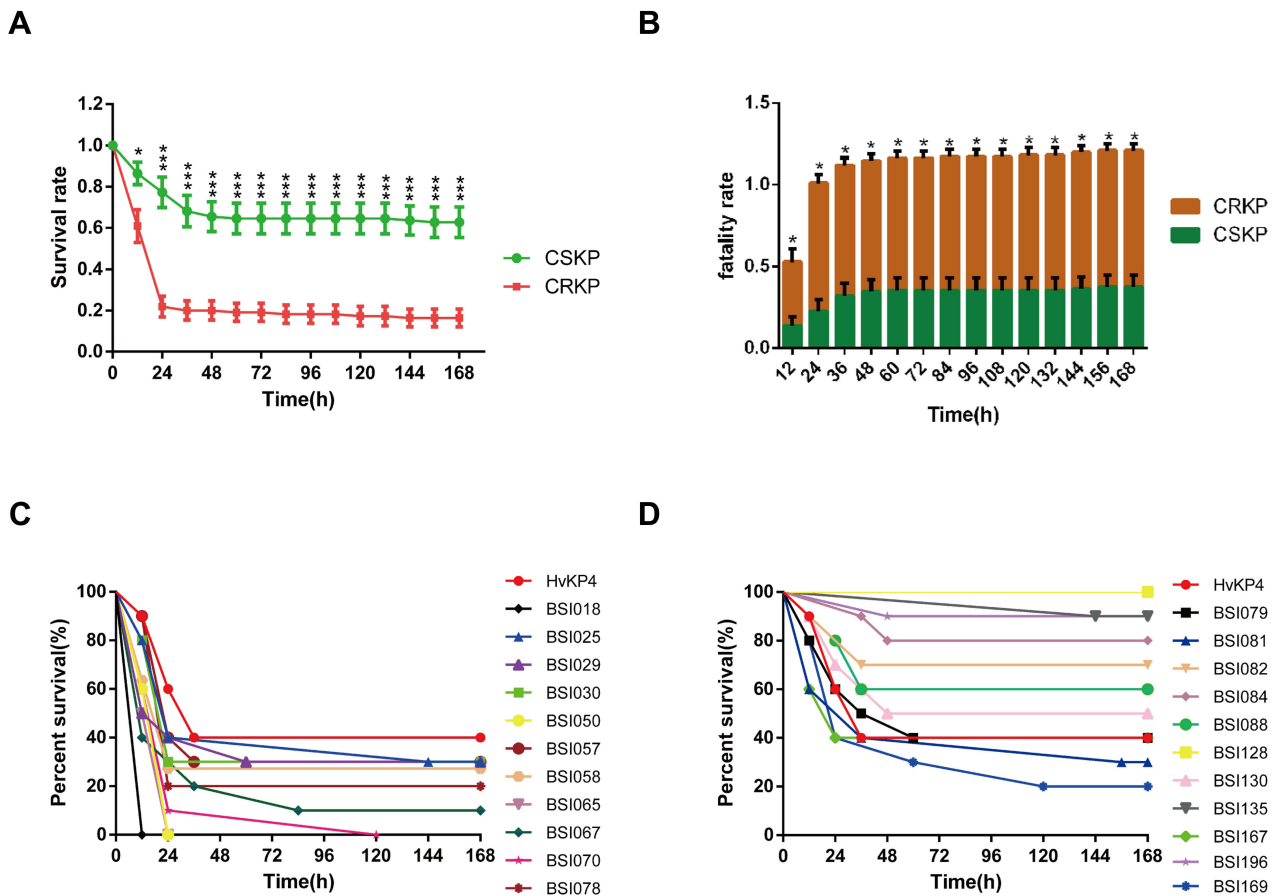 A
B
1.2
1.0
0.8
0.6
0.4
0.2
0.0
Survival rate
* *** *** *** *** *** *** *** *** *** *** *** *** ***
0 24 48 72 96 120 144 168
Time(h)
CSKP
CRKP
1.5
1.0
0.5
0.0
fatality rate
* * * * * * * * * * * * * *
12 24 36 48 60 72 84 96 108 120 132 144 156 168
Time(h)
CRKP
CSKP
C
D
100
80
60
40
20
0
Percent survival(%)
0 24 48 72 96 120 144 168
Time(h)
HvKP4
BSI018
BSI025
BSI029
BSI030
BSI050
BSI057
BSI058
BSI065
BSI067
BSI070
BSI078
100
80
60
40
20
0
Percent survival(%)
0 24 48 72 96 120 144 168
Time(h)
HvKP4
BSI079
BSI081
BSI082
BSI084
BSI088
BSI128
BSI130
BSI135
BSI167
BSI196
BSI169